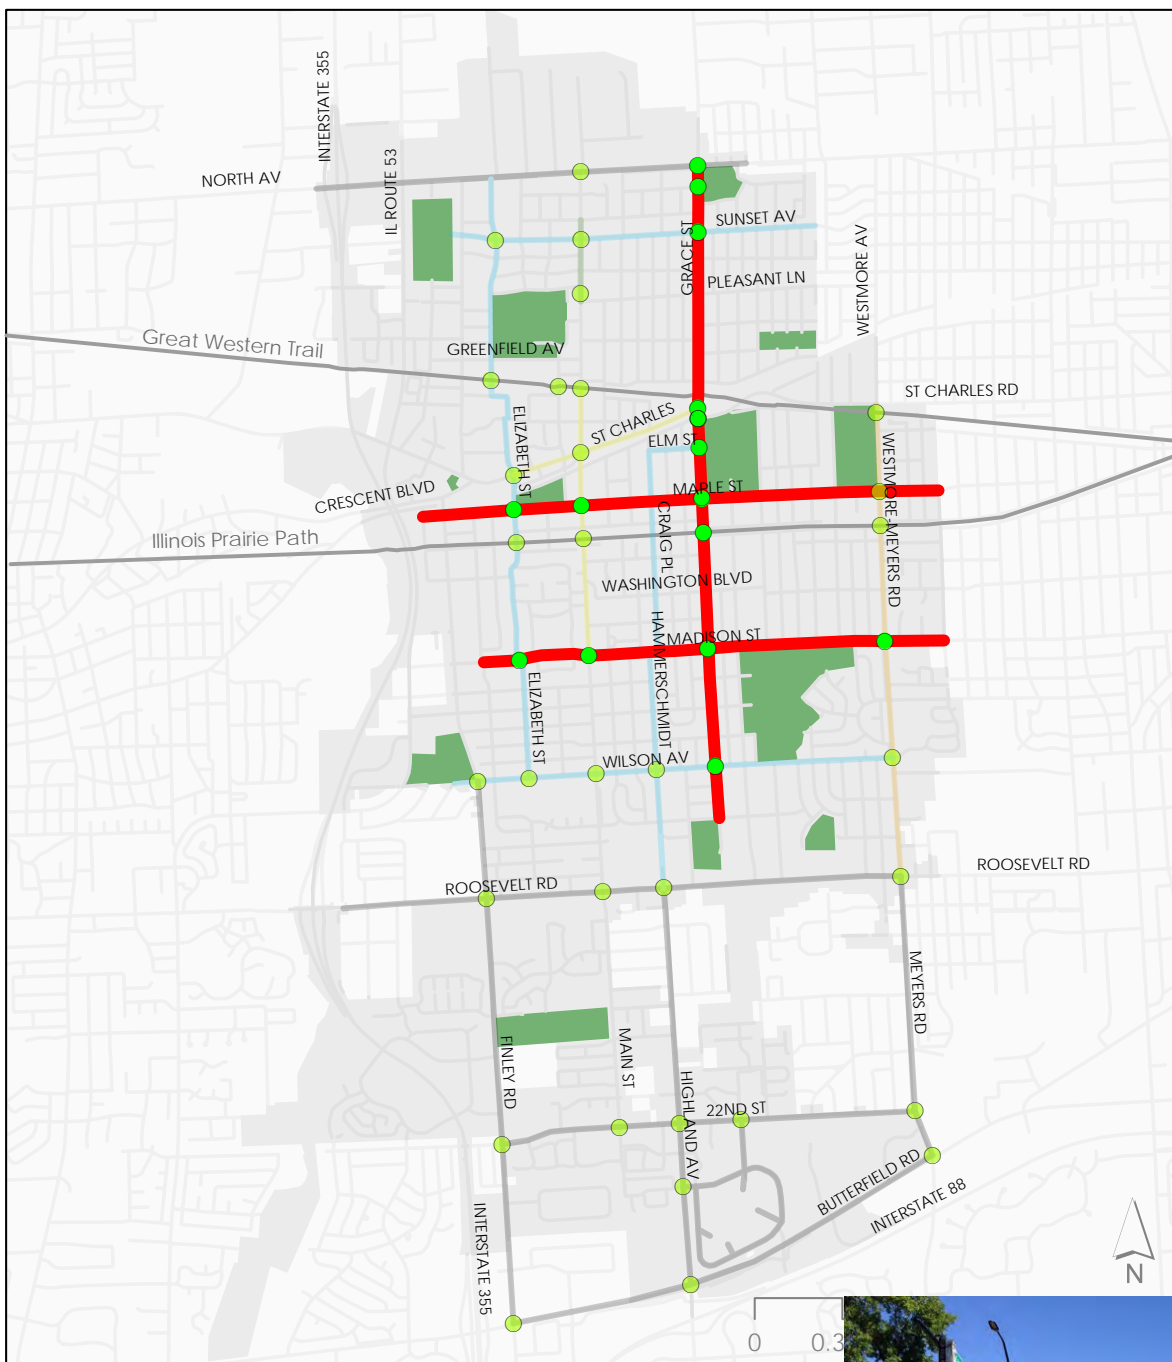 INTERSTATE 355
IL ROUTE 53
NORTH AV
SUNSET AV
GRACE ST
PLEASANT LN
WESTMORE AV
Great Western Trail
GREENFIELD AV
ST CHARLES RD
ELIZABETH ST
ST CHARLES
ELM ST
WESTMORE-MEYERS RD
CRESCENT BLVD
MAPLE ST
CRAIG PL
Illinois Prairie Path
WASHINGTON BLVD
HAMMERSCHMIDT
MADISON ST
ELIZABETH ST
WILSON AV
ROOSEVELT RD
ROOSEVELT RD
MEYERS RD
FINLEY RD
MAIN ST
HIGHLAND AV
22ND ST
BUTTERFIELD RD
INTERSTATE 88
INTERSTATE 355
N
0
0.3